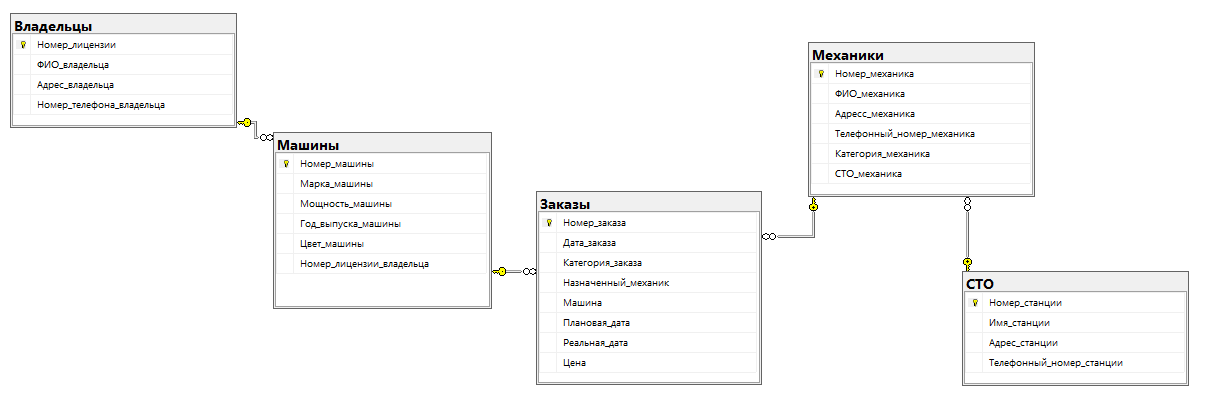 Владельцы
Номер_лицензии
ФИО_владельца
Адрес_владельца
Номер_телефона_владельца
Машины
Номер_машины
Марка_машины
Мощность_машины
Год_выпуска_машины
Цвет_машины
Номер_лицензии_владельца
Заказы
Номер_заказа
Дата_заказа
Категория_заказа
Назначенный_механик
Машина
Плановая_дата
Реальная_дата
Цена
Механики
Номер_механика
ФИО_механика
Адресс_механика
Телефонный_номер_механика
Категория_механика
СТО_механика
СТО
Номер_станции
Имя_станции
Адрес_станции
Телефонный_номер_станции